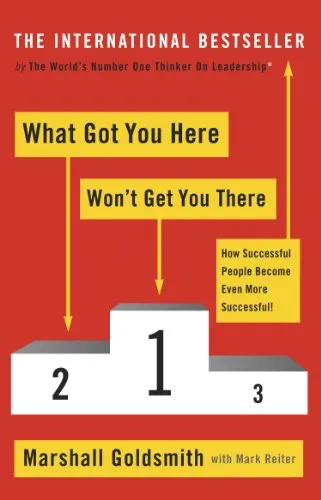 THE INTERNATIONAL BESTSELLER
by The World's Number One Thinker On Leadership*
What Got You Here
Won't Get You There
How Successful
People Become
Even More
Successful!
2
1
3
Marshall Goldsmith with Mark Reiter